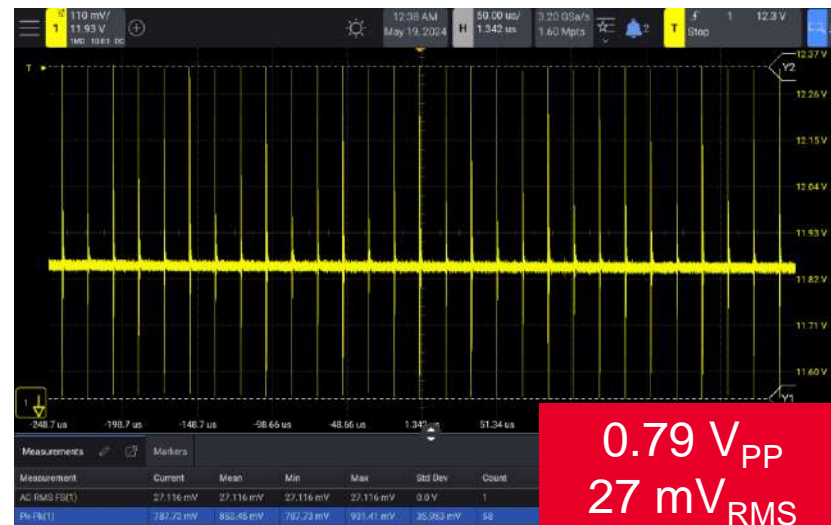 1 110 mV/ 11.93 V 1MΩ 10.0:1 DC
12:38 AM May 19, 2024
H 50.00 us/ 1.342 us
3.20 GSa/s 1.60 Mpts
2
T 1 12.3 V Stop
T
12.37 V
Y2
12.26 V
12.15 V
12.04 V
11.93 V
11.82 V
11.71 V
11.60 V
1
Y1
-248.7 us -198.7 us -148.7 us -98.66 us -48.66 us 1.342 us 51.34 us
Measurements Markers
Measurement Current Mean Min Max Std Dev Count
AC RMS FS(1) 27.116 mV 27.116 mV 27.116 mV 27.116 mV 0.0 V 1
Pk-Pk(1) 787.72 mV 850.45 mV 787.73 mV 931.41 mV 35.953 mV 58
0.79 VPP
27 mVRMS